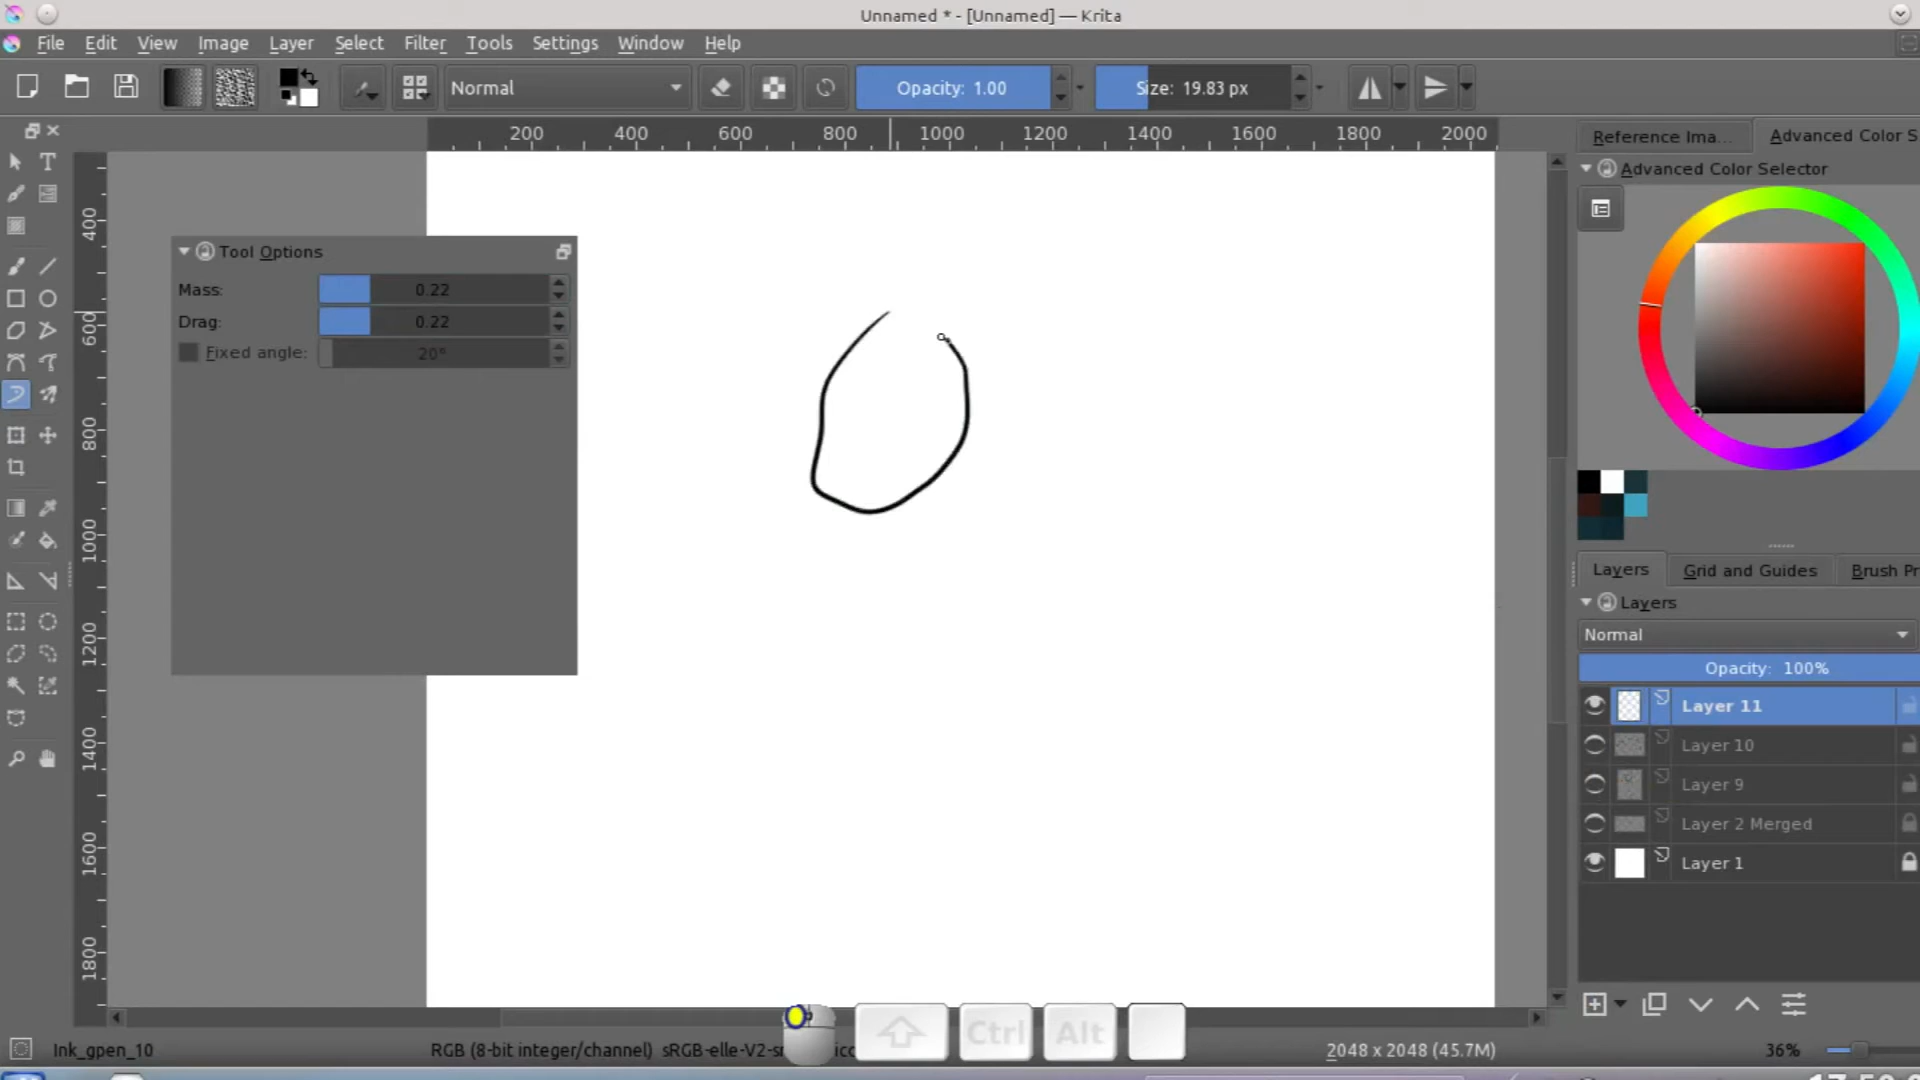 Unnamed * - [Unnamed] — Krita
File Edit View Image Layer Select Filter Tools Settings Window Help
Normal Opacity: 1.00 Size: 19.83 px
200 400 600 800 1000 1200 1400 1600 1800 2000
Reference Ima... Advanced Color S
Advanced Color Selector
400
600
800
1000
1200
1400
1600
1800
Tool Options
Mass: 0.22
Drag: 0.22
Fixed angle: 20°
Layers Grid and Guides Brush Pr
Layers
Normal
Opacity: 100%
Layer 11
Layer 10
Layer 9
Layer 2 Merged
Layer 1
Ctrl Alt
Ink_gpen_10 RGB (8-bit integer/channel) sRGB-elle-V2-sr 2048 x 2048 (45.7M) 36%